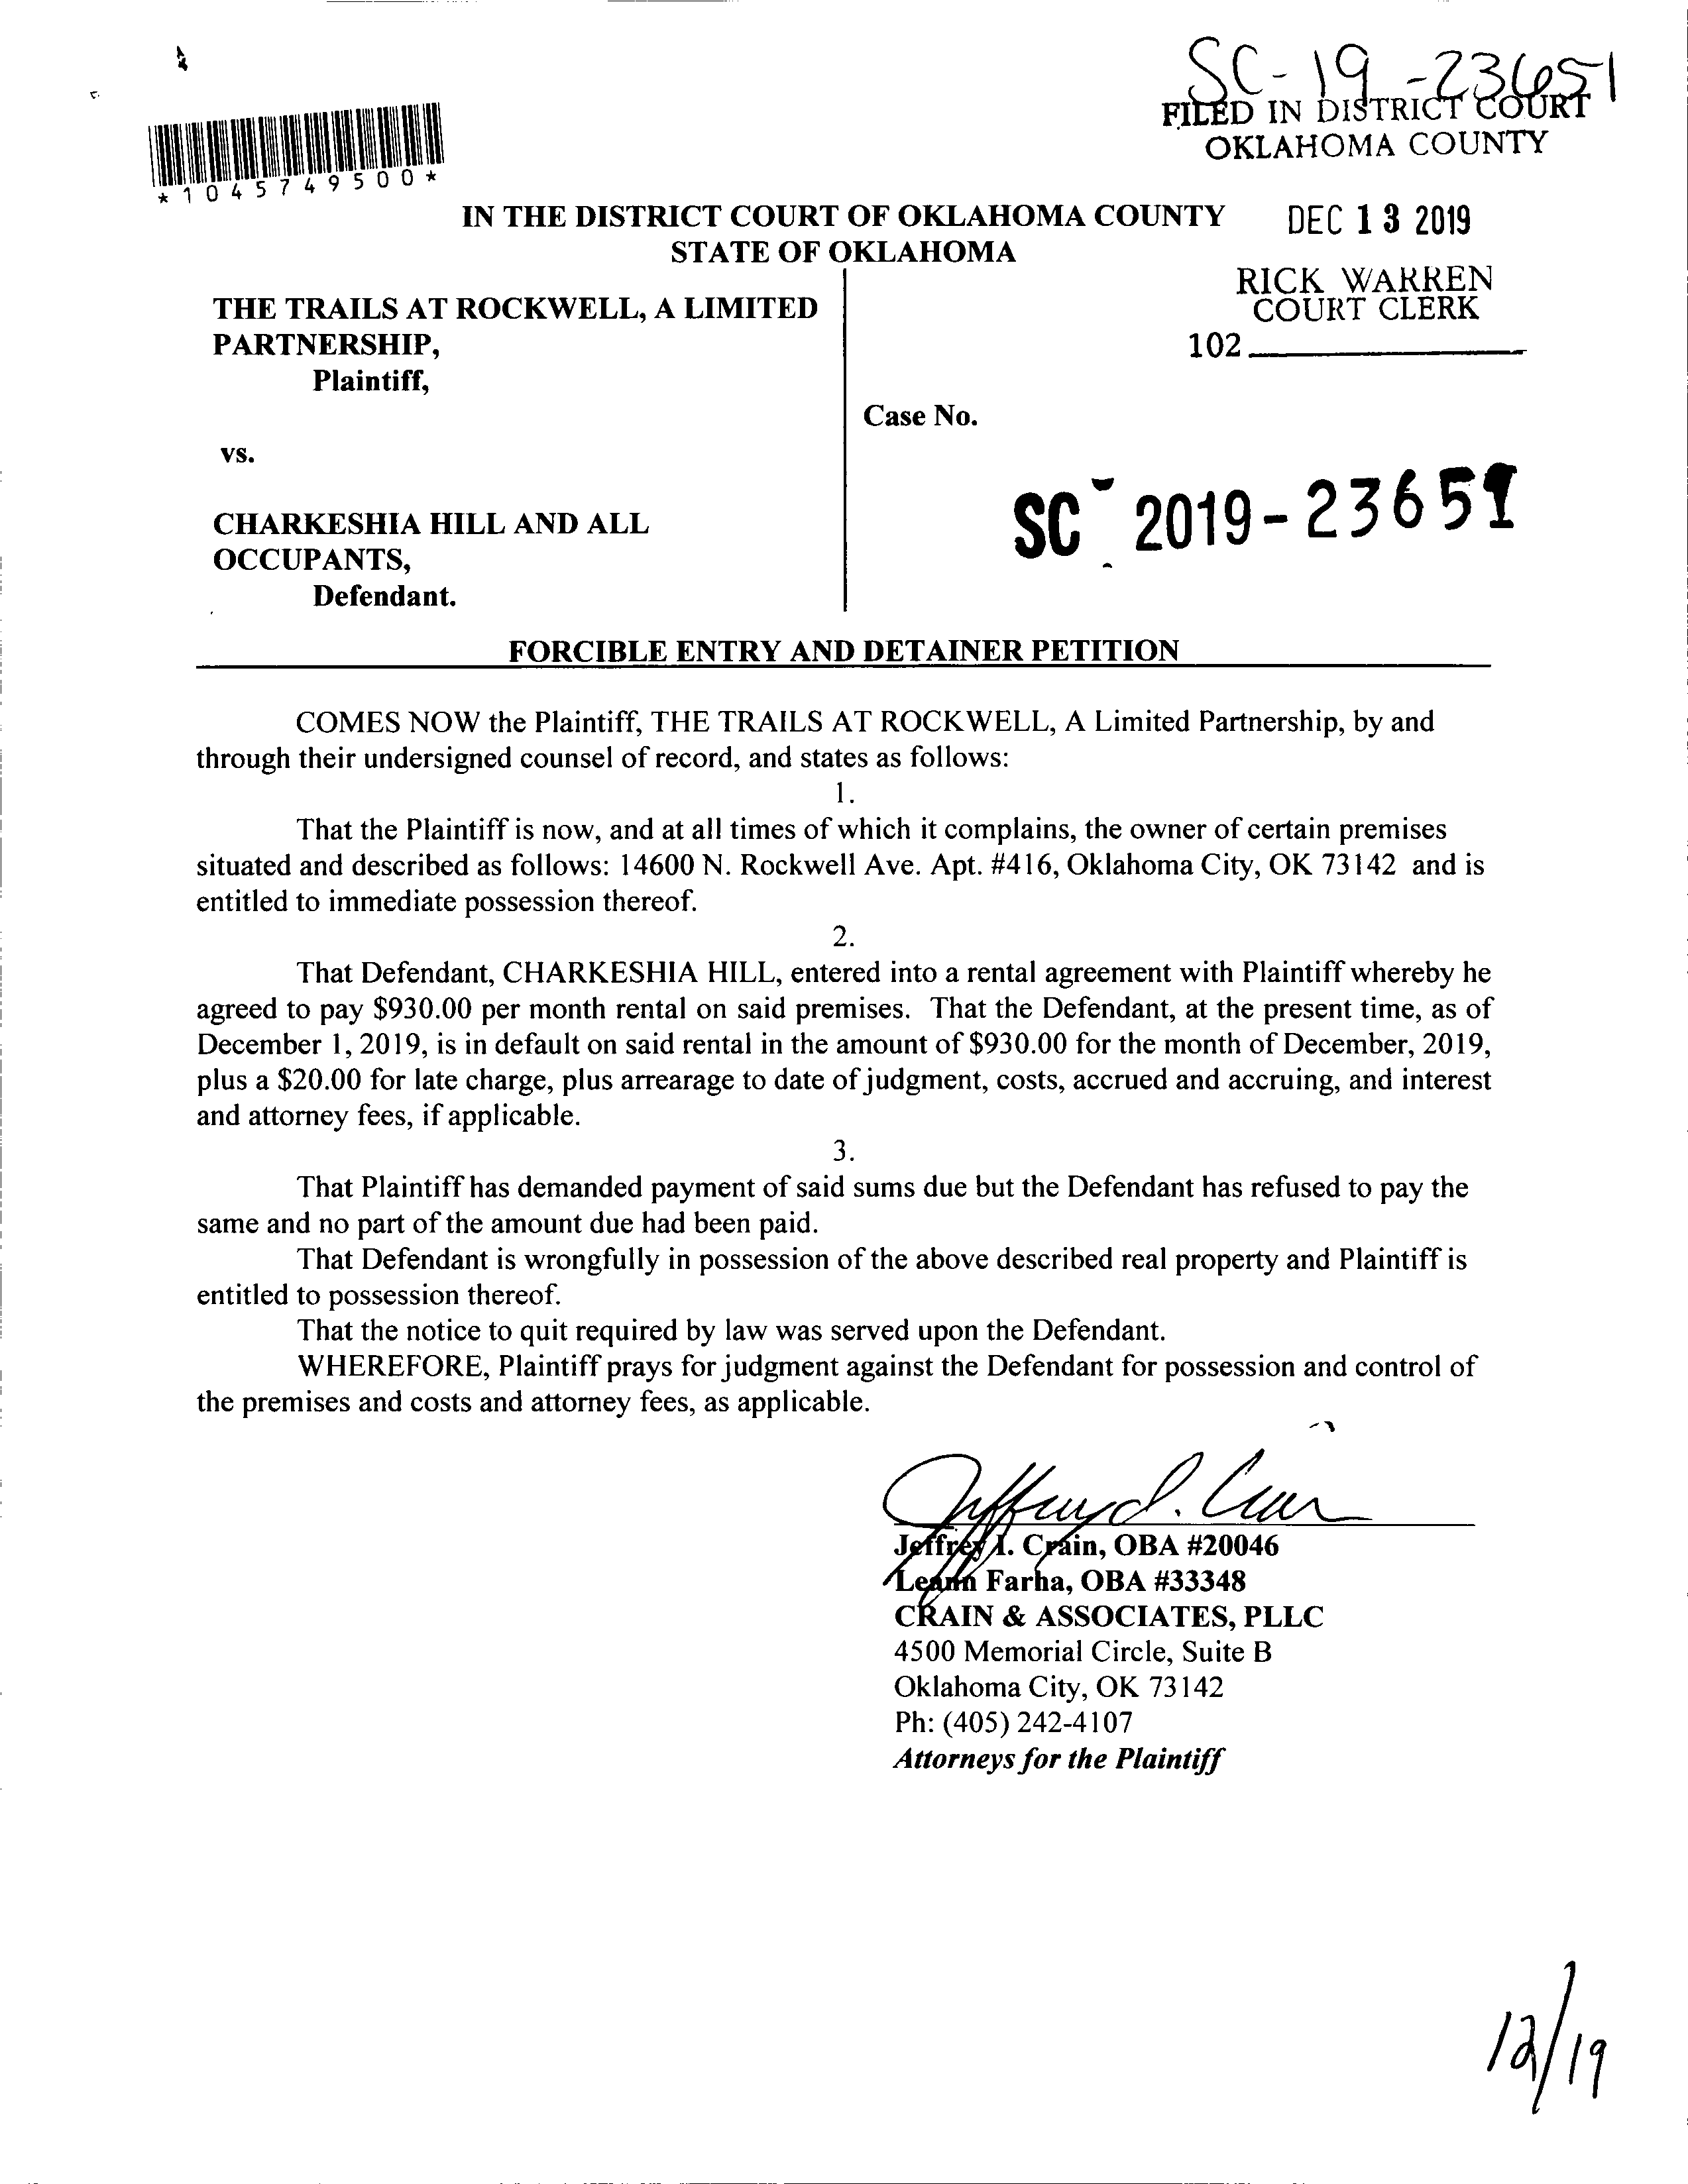 SC-19-23651
FILED IN DISTRICT COURT
OKLAHOMA COUNTY
*1045749500*
IN THE DISTRICT COURT OF OKLAHOMA COUNTY
STATE OF OKLAHOMA
DEC 13 2019
RICK WARREN
COURT CLERK
102
THE TRAILS AT ROCKWELL, A LIMITED
PARTNERSHIP,
Plaintiff,
Case No.
vs.
SC-2019-23651
CHARKESHIA HILL AND ALL
OCCUPANTS,
Defendant.
FORCIBLE ENTRY AND DETAINER PETITION
COMES NOW the Plaintiff, THE TRAILS AT ROCKWELL, A Limited Partnership, by and
through their undersigned counsel of record, and states as follows:
1.
That the Plaintiff is now, and at all times of which it complains, the owner of certain premises
situated and described as follows: 14600 N. Rockwell Ave. Apt. #416, Oklahoma City, OK 73142 and is
entitled to immediate possession thereof.
2.
That Defendant, CHARKESHIA HILL, entered into a rental agreement with Plaintiff whereby he
agreed to pay $930.00 per month rental on said premises. That the Defendant, at the present time, as of
December 1, 2019, is in default on said rental in the amount of $930.00 for the month of December, 2019,
plus a $20.00 for late charge, plus arrearage to date of judgment, costs, accrued and accruing, and interest
and attorney fees, if applicable.
3.
That Plaintiff has demanded payment of said sums due but the Defendant has refused to pay the
same and no part of the amount due had been paid.
That Defendant is wrongfully in possession of the above described real property and Plaintiff is
entitled to possession thereof.
That the notice to quit required by law was served upon the Defendant.
WHEREFORE, Plaintiff prays for judgment against the Defendant for possession and control of
the premises and costs and attorney fees, as applicable.
Jeffrey I. Crain
Jeffrey I. Crain, OBA #20046
Leann Farha, OBA #33348
CRAIN & ASSOCIATES, PLLC
4500 Memorial Circle, Suite B
Oklahoma City, OK 73142
Ph: (405) 242-4107
Attorneys for the Plaintiff
12/19